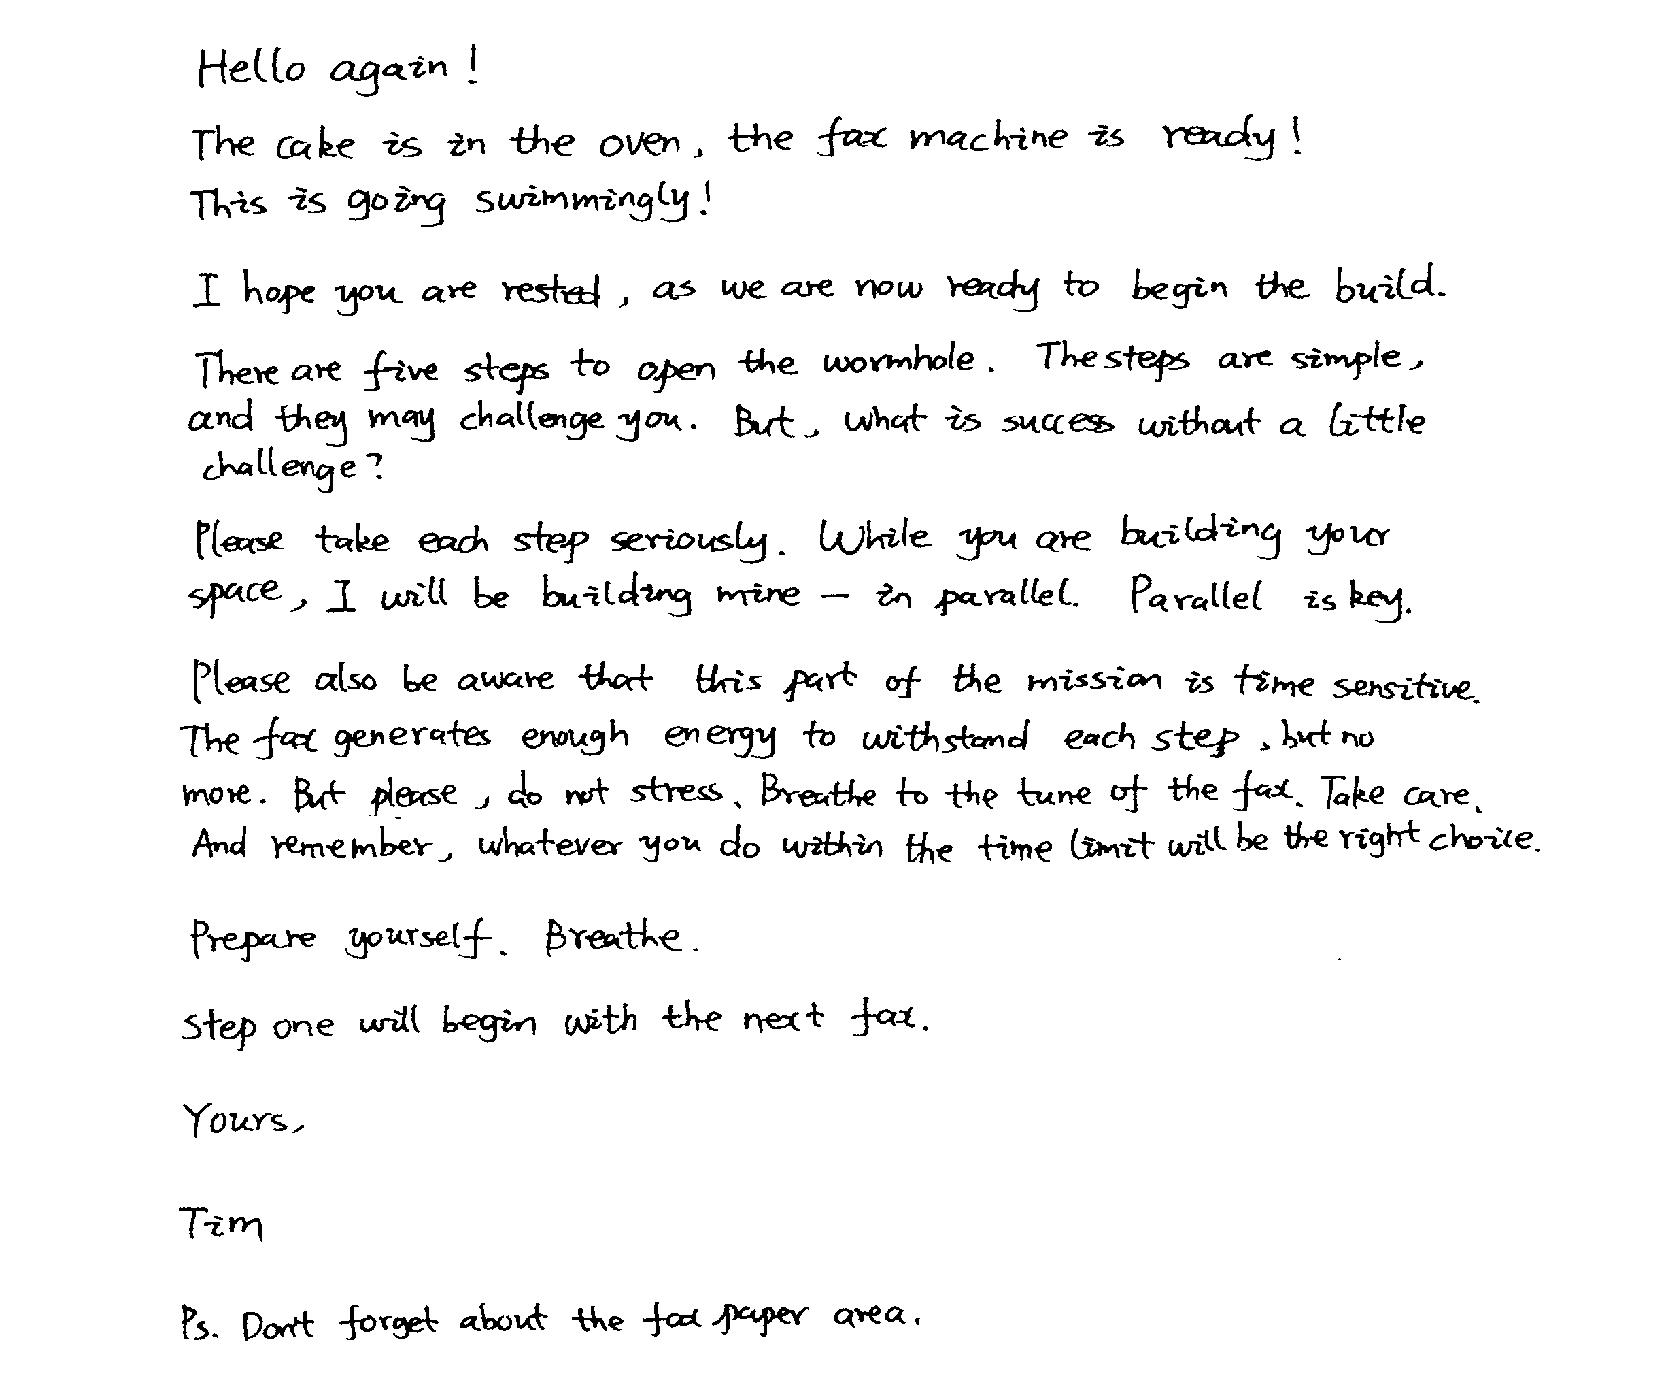 Hello again!
The cake is in the oven, the fax machine is ready!
This is going swimmingly!
I hope you are rested, as we are now ready to begin the build.
There are five steps to open the wormhole. The steps are simple,
and they may challenge you. But, what is success without a little
challenge?
Please take each step seriously. While you are building your
space, I will be building mine - in parallel. Parallel is key.
Please also be aware that this part of the mission is time sensitive.
The fax generates enough energy to withstand each step, but no
more. But please, do not stress. Breathe to the tune of the fax. Take care.
And remember, whatever you do within the time limit will be the right choice.
Prepare yourself. Breathe.
Step one will begin with the next fax.
Yours,
Tim
Ps. Don't forget about the fax paper area.